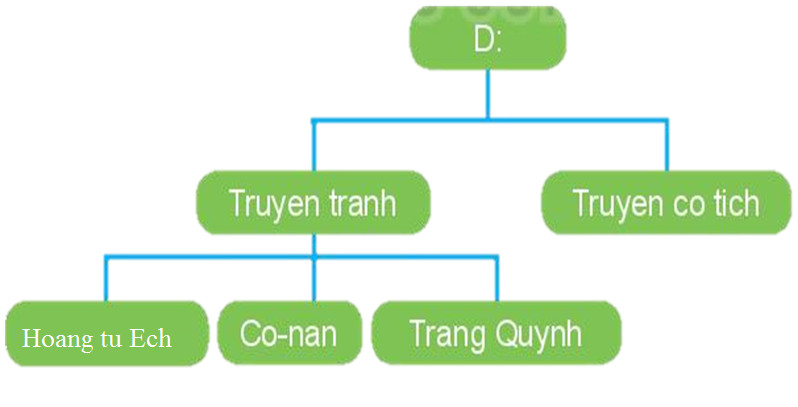 D:
Truyen tranh
Truyen co tich
Hoang tu Ech
Co-nan
Trang Quynh